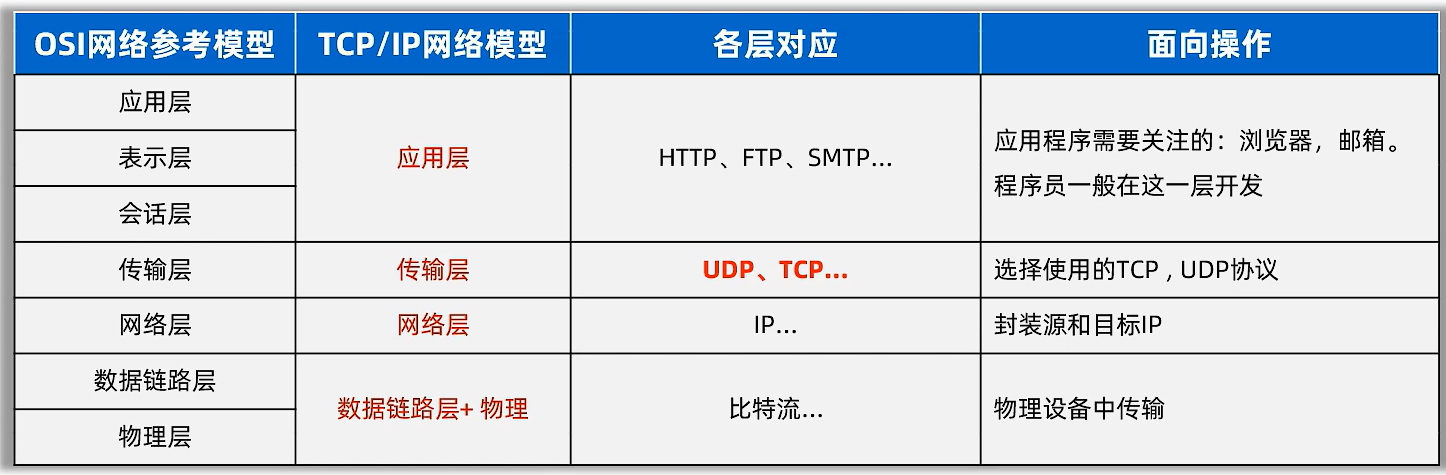 OSI网络参考模型
TCP/IP网络模型
各层对应
面向操作
应用层
表示层
会话层
应用层
HTTP、FTP、SMTP...
应用程序需要关注的：浏览器，邮箱。
程序员一般在这一层开发
传输层
传输层
UDP、TCP...
选择使用的TCP , UDP协议
网络层
网络层
IP...
封装源和目标IP
数据链路层
物理层
数据链路层+ 物理
比特流...
物理设备中传输